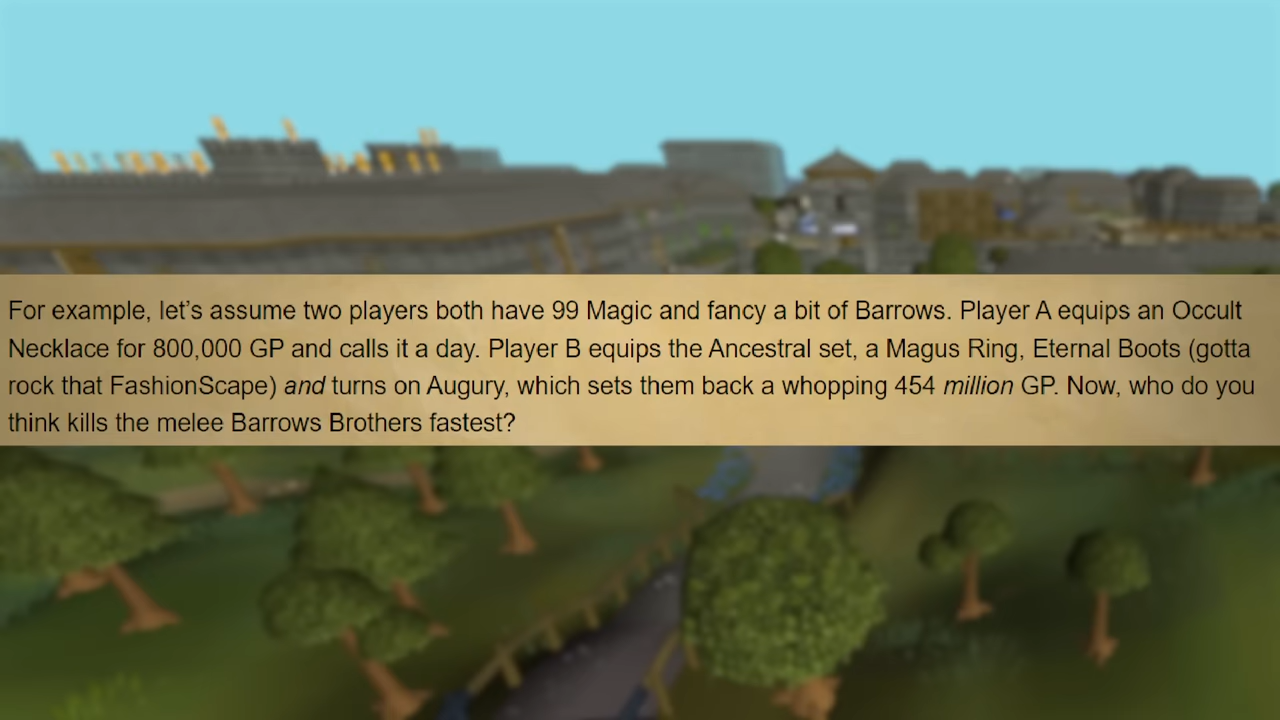 For example, let’s assume two players both have 99 Magic and fancy a bit of Barrows. Player A equips an Occult
Necklace for 800,000 GP and calls it a day. Player B equips the Ancestral set, a Magus Ring, Eternal Boots (gotta
rock that FashionScape) and turns on Augury, which sets them back a whopping 454 million GP. Now, who do you
think kills the melee Barrows Brothers fastest?